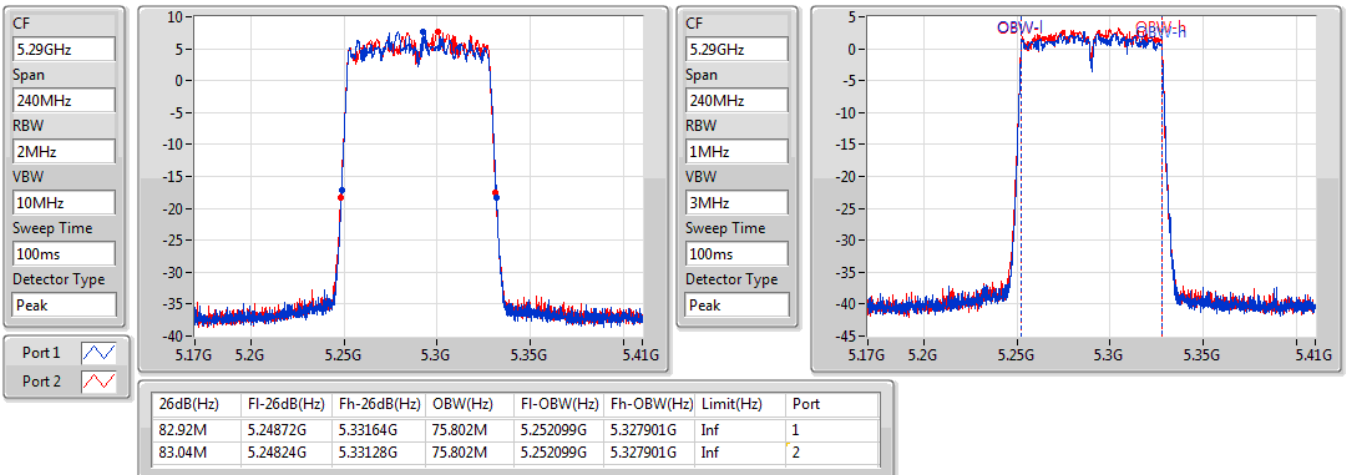 CF
5.29GHz
Span
240MHz
RBW
2MHz
VBW
10MHz
Sweep Time
100ms
Detector Type
Peak
10
5
0
-5
-10
-15
-20
-25
-30
-35
-40
5.17G 5.2G 5.25G 5.3G 5.35G 5.41G
CF
5.29GHz
Span
240MHz
RBW
1MHz
VBW
3MHz
Sweep Time
100ms
Detector Type
Peak
OBW-l OBW-h
OBW-h
5
0
-5
-10
-15
-20
-25
-30
-35
-40
-45
5.17G 5.2G 5.25G 5.3G 5.35G 5.41G
Port 1
Port 2
26dB(Hz) Fl-26dB(Hz) Fh-26dB(Hz) OBW(Hz) Fl-OBW(Hz) Fh-OBW(Hz) Limit(Hz) Port
82.92M 5.24872G 5.33164G 75.802M 5.252099G 5.327901G Inf 1
83.04M 5.24824G 5.33128G 75.802M 5.252099G 5.327901G Inf 2